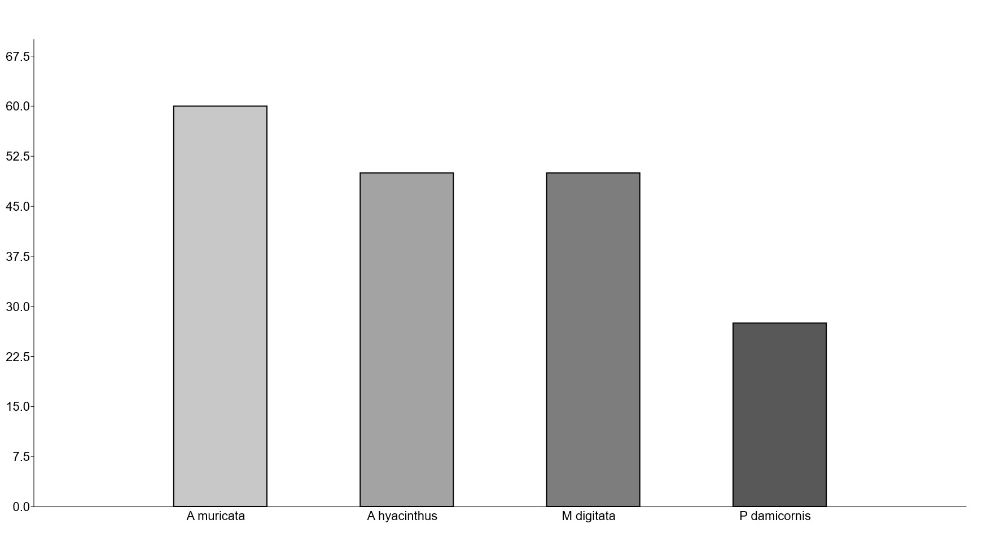 67.5
60.0
52.5
45.0
37.5
30.0
22.5
15.0
7.5
0.0
A muricata
A hyacinthus
M digitata
P damicornis